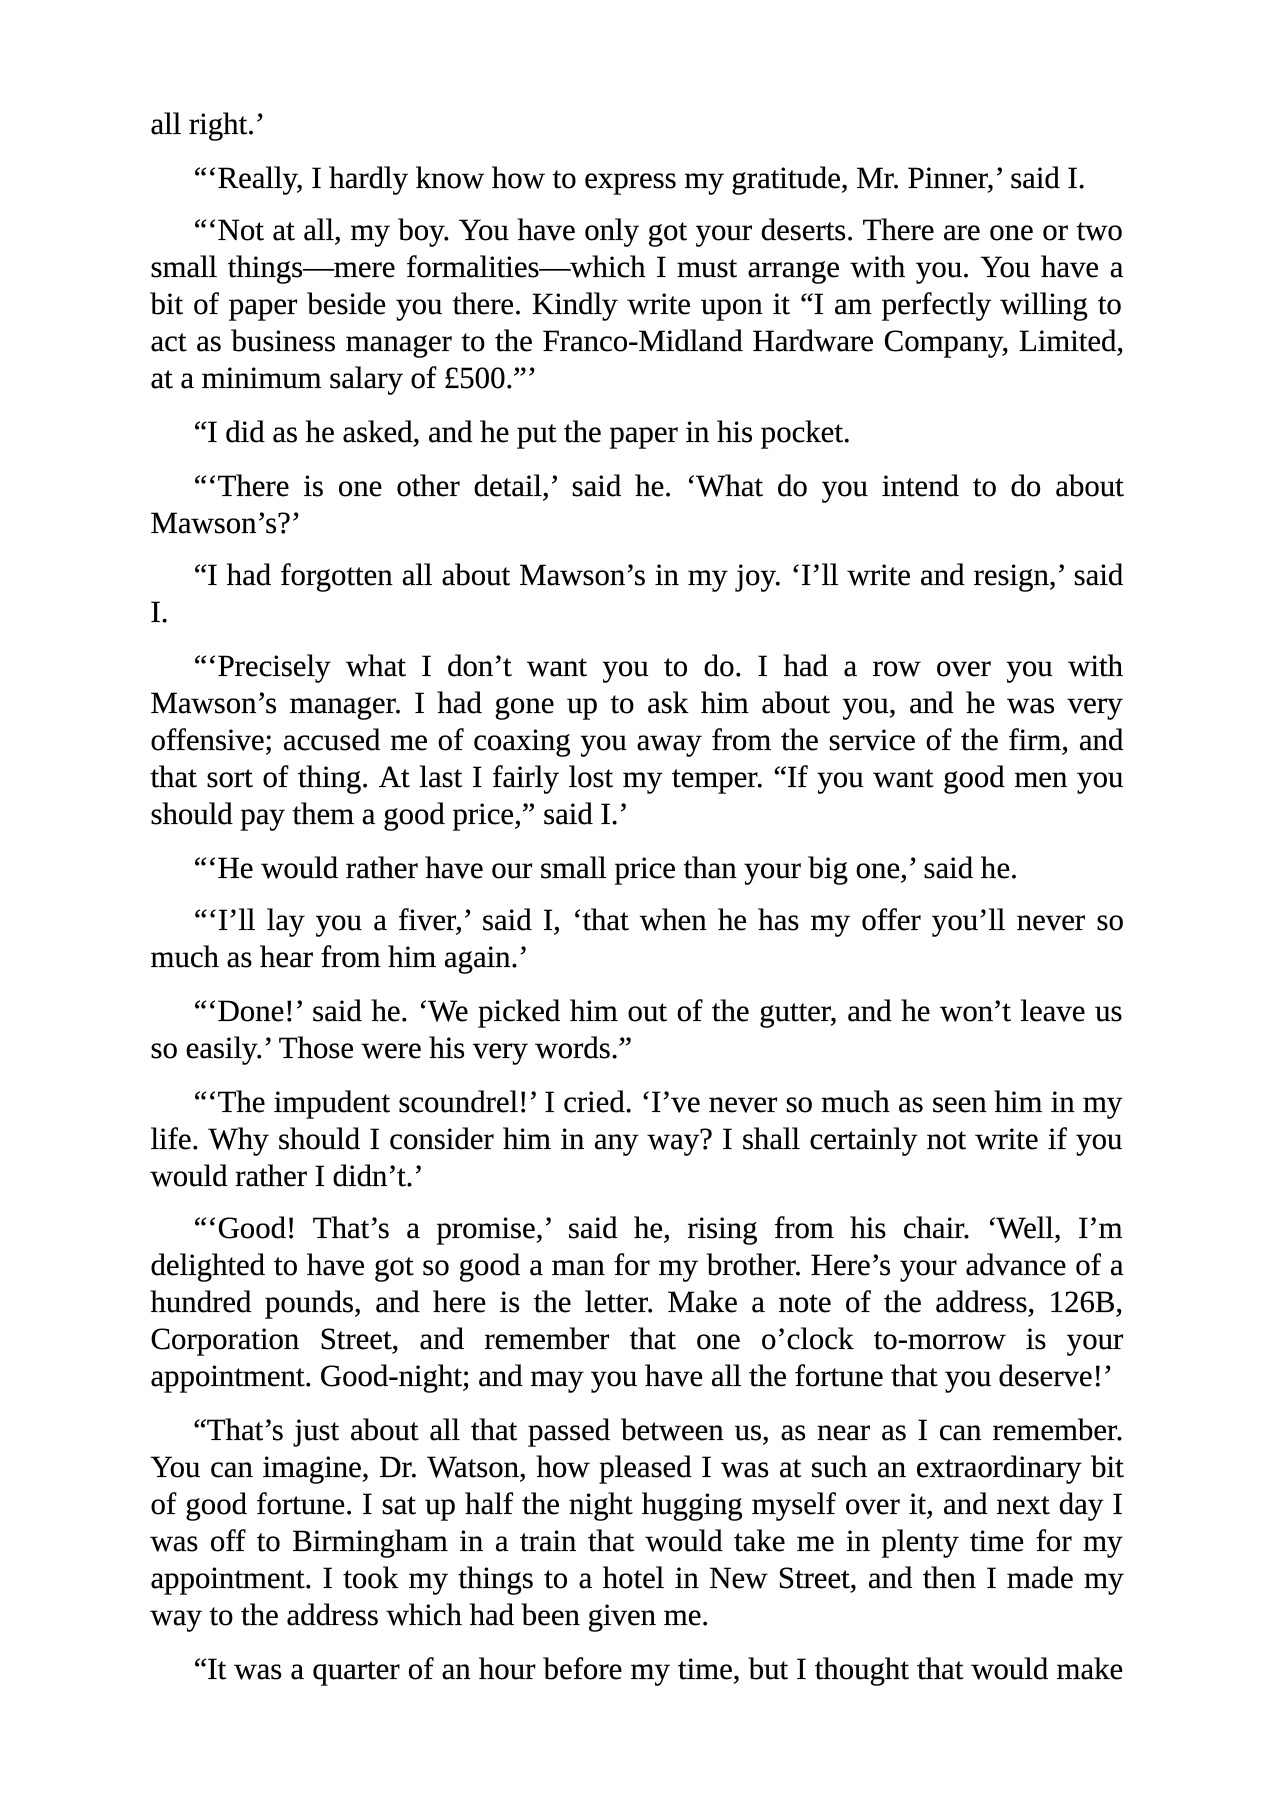 all right.’
“‘Really, I hardly know how to express my gratitude, Mr. Pinner,’ said I.
“‘Not at all, my boy. You have only got your deserts. There are one or two
small things—mere formalities—which I must arrange with you. You have a
bit of paper beside you there. Kindly write upon it “I am perfectly willing to
act as business manager to the Franco-Midland Hardware Company, Limited,
at a minimum salary of £500.”’
“I did as he asked, and he put the paper in his pocket.
“‘There is one other detail,’ said he. ‘What do you intend to do about
Mawson’s?’
“I had forgotten all about Mawson’s in my joy. ‘I’ll write and resign,’ said
I.
“‘Precisely what I don’t want you to do. I had a row over you with
Mawson’s manager. I had gone up to ask him about you, and he was very
offensive; accused me of coaxing you away from the service of the firm, and
that sort of thing. At last I fairly lost my temper. “If you want good men you
should pay them a good price,” said I.’
“‘He would rather have our small price than your big one,’ said he.
“‘I’ll lay you a fiver,’ said I, ‘that when he has my offer you’ll never so
much as hear from him again.’
“‘Done!’ said he. ‘We picked him out of the gutter, and he won’t leave us
so easily.’ Those were his very words.”
“‘The impudent scoundrel!’ I cried. ‘I’ve never so much as seen him in my
life. Why should I consider him in any way? I shall certainly not write if you
would rather I didn’t.’
“‘Good! That’s a promise,’ said he, rising from his chair. ‘Well, I’m
delighted to have got so good a man for my brother. Here’s your advance of a
hundred pounds, and here is the letter. Make a note of the address, 126B,
Corporation Street, and remember that one o’clock to-morrow is your
appointment. Good-night; and may you have all the fortune that you deserve!’
“That’s just about all that passed between us, as near as I can remember.
You can imagine, Dr. Watson, how pleased I was at such an extraordinary bit
of good fortune. I sat up half the night hugging myself over it, and next day I
was off to Birmingham in a train that would take me in plenty time for my
appointment. I took my things to a hotel in New Street, and then I made my
way to the address which had been given me.
“It was a quarter of an hour before my time, but I thought that would make